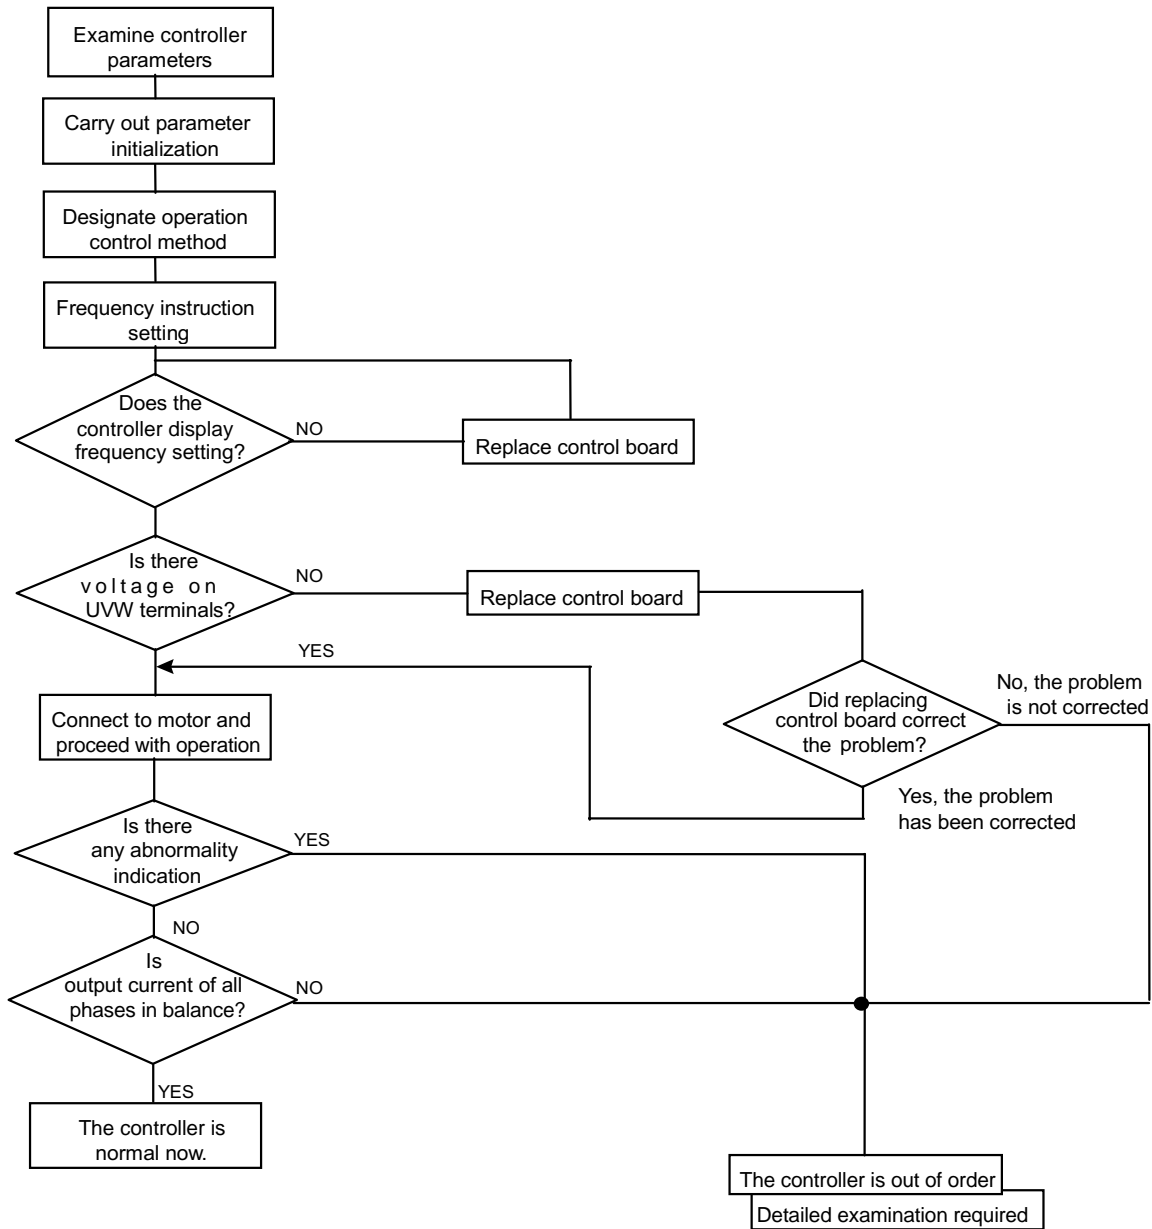 Examine controller
parameters
Carry out parameter
initialization
Designate operation
control method
Frequency instruction
setting
Does the
controller display
frequency setting?
NO
Replace control board
Is there
voltage on
UVW terminals?
NO
Replace control board
YES
Did replacing
control board correct
the problem?
No, the problem
is not corrected
Yes, the problem
has been corrected
Connect to motor and
proceed with operation
Is there
any abnormality
indication
YES
NO
Is
output current of all
phases in balance?
NO
YES
The controller is
normal now.
The controller is out of order
Detailed examination required